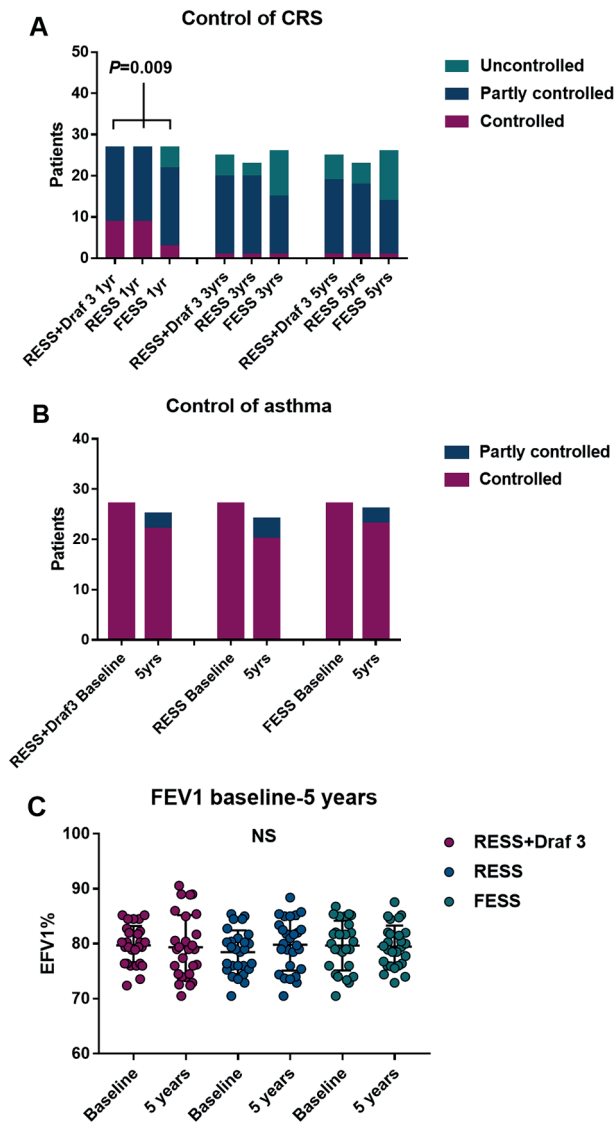 A
Control of CRS
50
40
30
20
10
0
Patients
P=0.009
Uncontrolled
Partly controlled
Controlled
RESS+Draf 3 1yr
RESS 1yr
FESS 1yr
RESS+Draf 3 3yrs
RESS 3yrs
FESS 3yrs
RESS+Draf 3 5yrs
RESS 5yrs
FESS 5yrs
B
Control of asthma
40
30
20
10
0
Patients
Partly controlled
Controlled
RESS+Draf3 Baseline
5yrs
RESS Baseline
5yrs
FESS Baseline
5yrs
C
FEV1 baseline-5 years
100
90
80
70
60
EFV1%
NS
RESS+Draf 3
RESS
FESS
Baseline
5 years
Baseline
5 years
Baseline
5 years